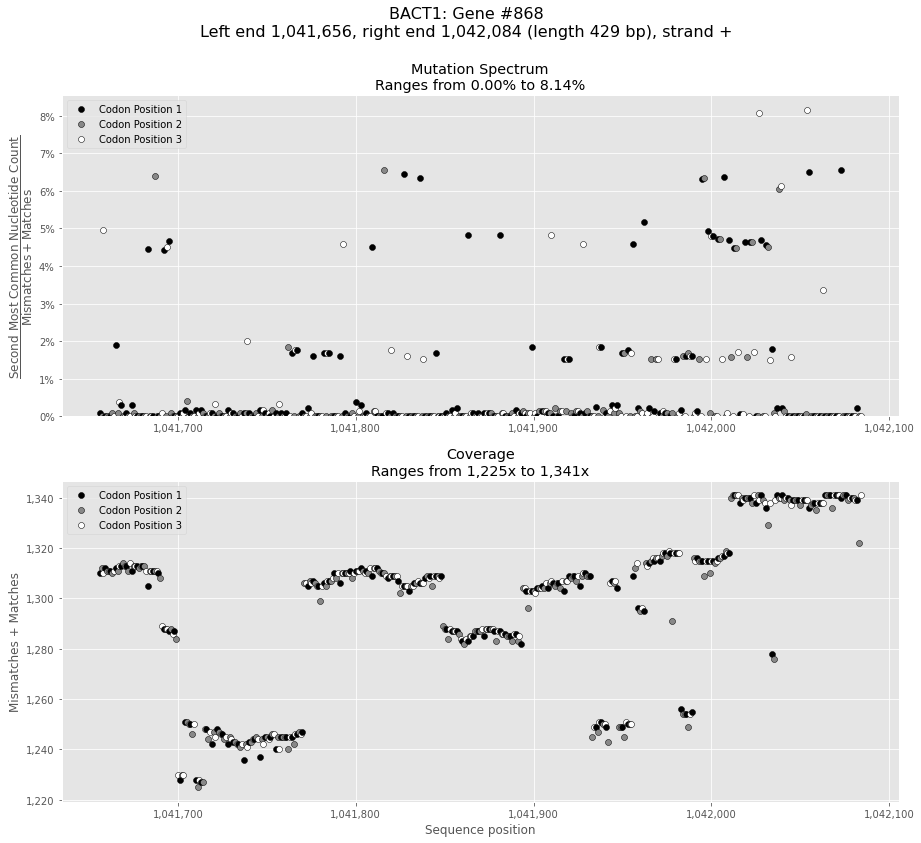 BACT1: Gene #868
Left end 1,041,656, right end 1,042,084 (length 429 bp), strand +
Mutation Spectrum
Ranges from 0.00% to 8.14%
Codon Position 1
Codon Position 2
Codon Position 3
Second Most Common Nucleotide Count
Mismatches + Matches
8%
7%
6%
5%
4%
3%
2%
1%
0%
1,041,700
1,041,800
1,041,900
1,042,000
1,042,100
Coverage
Ranges from 1,225x to 1,341x
Codon Position 1
Codon Position 2
Codon Position 3
Mismatches + Matches
1,340
1,320
1,300
1,280
1,260
1,240
1,220
1,041,700
1,041,800
1,041,900
1,042,000
1,042,100
Sequence position